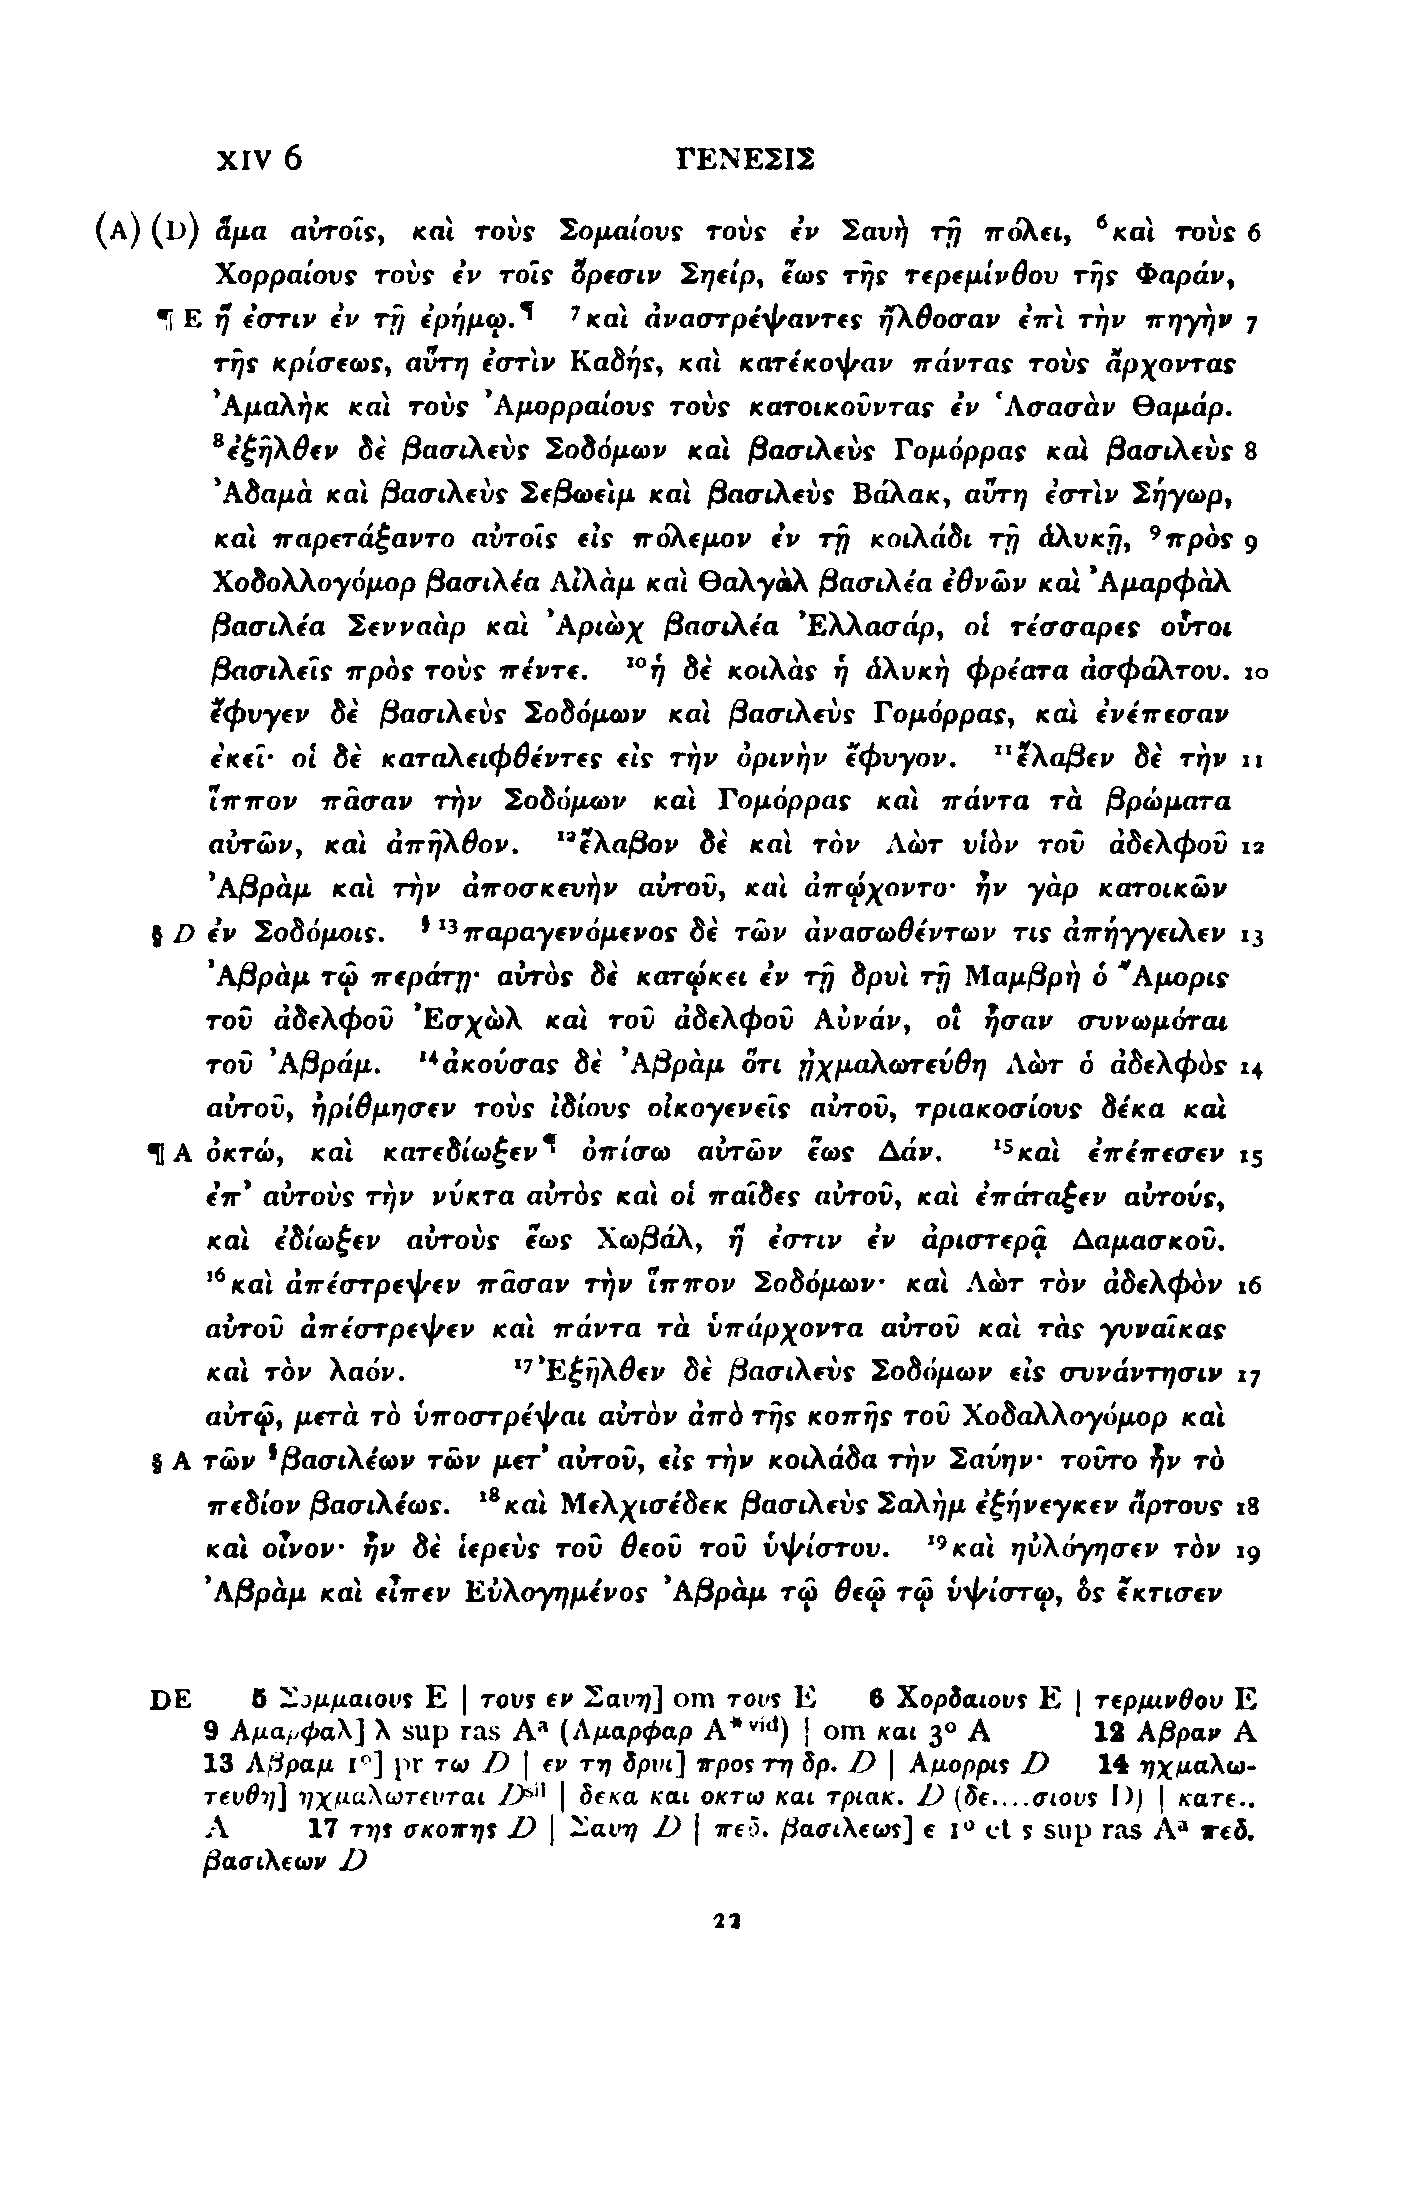 XIV 6 ΓΕΝΕΣΙΣ
(A) (D) ἅμα αὐτοῖς, καὶ τοὺς Σομαίους τοὺς ἐν Σαυὴ τῇ πόλει, ⁶καὶ τοὺς 6
Χορραίους τοὺς ἐν τοῖς ὄρεσιν Σηείρ, ἕως τῆς τερεμίνθου τῆς Φαράν,
¶ E ἥ ἐστιν ἐν τῇ ἐρήμῳ.¶ ⁷καὶ ἀναστρέψαντες ἤλθοσαν ἐπὶ τὴν πηγὴν 7
τῆς κρίσεως, αὕτη ἐστὶν Καδής, καὶ κατέκοψαν πάντας τοὺς ἄρχοντας
Ἀμαλὴκ καὶ τοὺς Ἀμορραίους τοὺς κατοικοῦντας ἐν Ἁσασὰν Θαμάρ.
⁸ἐξῆλθεν δὲ βασιλεὺς Σοδόμων καὶ βασιλεὺς Γομόρρας καὶ βασιλεὺς 8
Ἀδαμὰ καὶ βασιλεὺς Σεβωεὶμ καὶ βασιλεὺς Βάλακ, αὕτη ἐστὶν Σήγωρ,
καὶ παρετάξαντο αὐτοῖς εἰς πόλεμον ἐν τῇ κοιλάδι τῇ ἁλυκῇ, ⁹πρὸς 9
Χοδολλογόμορ βασιλέα Αἰλὰμ καὶ Θαλγὰλ βασιλέα ἐθνῶν καὶ Ἀμαρφὰλ
βασιλέα Σενναὰρ καὶ Ἀριὼχ βασιλέα Ἑλλασάρ, οἱ τέσσαρες οὗτοι
βασιλεῖς πρὸς τοὺς πέντε. ¹⁰ἡ δὲ κοιλὰς ἡ ἁλυκὴ φρέατα ἀσφάλτου. 10
ἔφυγεν δὲ βασιλεὺς Σοδόμων καὶ βασιλεὺς Γομόρρας, καὶ ἐνέπεσαν
ἐκεῖ· οἱ δὲ καταλειφθέντες εἰς τὴν ὀρινὴν ἔφυγον. ¹¹ἔλαβεν δὲ τὴν 11
ἵππον πᾶσαν τὴν Σοδόμων καὶ Γομόρρας καὶ πάντα τὰ βρώματα
αὐτῶν, καὶ ἀπῆλθον. ¹²ἔλαβον δὲ καὶ τὸν Λὼτ υἱὸν τοῦ ἀδελφοῦ 12
Ἀβρὰμ καὶ τὴν ἀποσκευὴν αὐτοῦ, καὶ ἀπῴχοντο· ἦν γὰρ κατοικῶν
§ D ἐν Σοδόμοις. §¹³παραγενόμενος δὲ τῶν ἀνασωθέντων τις ἀπήγγειλεν 13
Ἀβρὰμ τῷ περάτῃ· αὐτὸς δὲ κατῴκει ἐν τῇ δρυὶ τῇ Μαμβρὴ ὁ Ἄμορις
τοῦ ἀδελφοῦ Ἐσχὼλ καὶ τοῦ ἀδελφοῦ Αὐνάν, οἳ ἦσαν συνωμόται
τοῦ Ἀβράμ. ¹⁴ἀκούσας δὲ Ἀβρὰμ ὅτι ᾐχμαλωτεύθη Λὼτ ὁ ἀδελφὸς 14
αὐτοῦ, ἠρίθμησεν τοὺς ἰδίους οἰκογενεῖς αὐτοῦ, τριακοσίους δέκα καὶ
¶ A ὀκτώ, καὶ κατεδίωξεν¶ ὀπίσω αὐτῶν ἕως Δάν. ¹⁵καὶ ἐπέπεσεν 15
ἐπ’ αὐτοὺς τὴν νύκτα αὐτὸς καὶ οἱ παῖδες αὐτοῦ, καὶ ἐπάταξεν αὐτούς,
καὶ ἐδίωξεν αὐτοὺς ἕως Χωβάλ, ἥ ἐστιν ἐν ἀριστερᾷ Δαμασκοῦ.
¹⁶καὶ ἀπέστρεψεν πᾶσαν τὴν ἵππον Σοδόμων· καὶ Λὼτ τὸν ἀδελφὸν 16
αὐτοῦ ἀπέστρεψεν καὶ πάντα τὰ ὑπάρχοντα αὐτοῦ καὶ τὰς γυναῖκας
καὶ τὸν λαόν. ¹⁷Ἐξῆλθεν δὲ βασιλεὺς Σοδόμων εἰς συνάντησιν 17
αὐτῷ, μετὰ τὸ ὑποστρέψαι αὐτὸν ἀπὸ τῆς κοπῆς τοῦ Χοδαλλογόμορ καὶ
§ A τῶν §βασιλέων τῶν μετ’ αὐτοῦ, εἰς τὴν κοιλάδα τὴν Σαύην· τοῦτο ἦν τὸ
πεδίον βασιλέως. ¹⁸καὶ Μελχισέδεκ βασιλεὺς Σαλὴμ ἐξήνεγκεν ἄρτους 18
καὶ οἶνον· ἦν δὲ ἱερεὺς τοῦ θεοῦ τοῦ ὑψίστου. ¹⁹καὶ ηὐλόγησεν τὸν 19
Ἀβρὰμ καὶ εἶπεν Εὐλογημένος Ἀβρὰμ τῷ θεῷ τῷ ὑψίστῳ, ὃς ἔκτισεν
DE 5 Σομμαιους E | τους εν Σαυη] om τους E 6 Χορδαιους E | τερμινθου E
9 Αμαρφαλ] λ sup ras Aᵃ (Αμαρφαρ A*ᵛⁱᵈ) | om και 3° A 12 Αβραν A
13 Αβραμ 1°] pr τω D | εν τη δρυι] προς τη δρ. D | Αμορρις D 14 ηχμαλω-
τευθη] ηχμαλωτευται Dˢⁱˡ | δεκα και οκτω και τριακ. D (δε....σιους D) | κατε..
A 17 της σκοπης D | Σαυη D | πεδ. βασιλεως] ε 1° et ς sup ras Aᵃ πεδ.
βασιλεων D
22